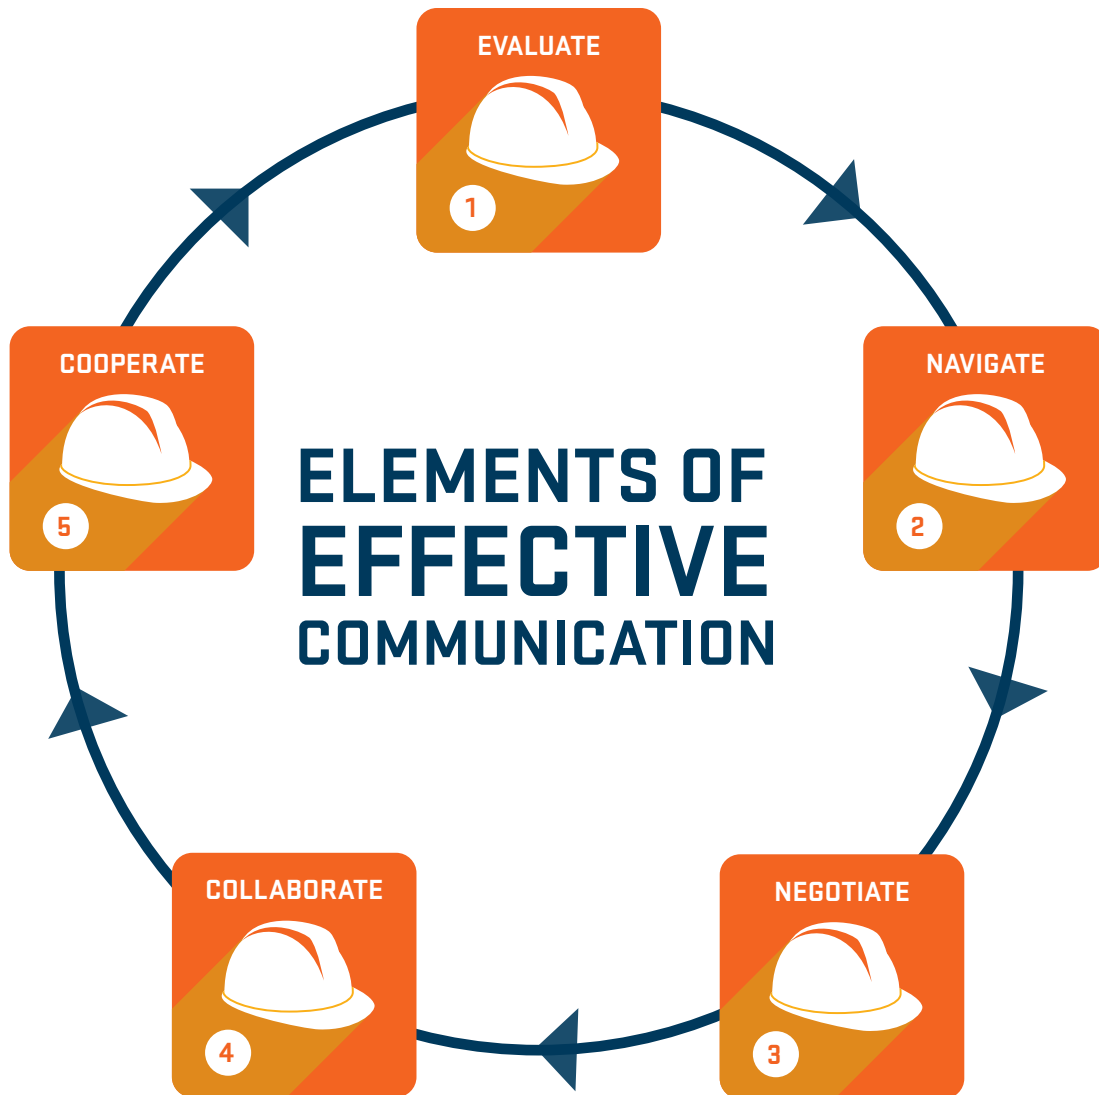 EVALUATE
1
NAVIGATE
2
NEGOTIATE
3
COLLABORATE
4
COOPERATE
5
ELEMENTS OF
EFFECTIVE
COMMUNICATION